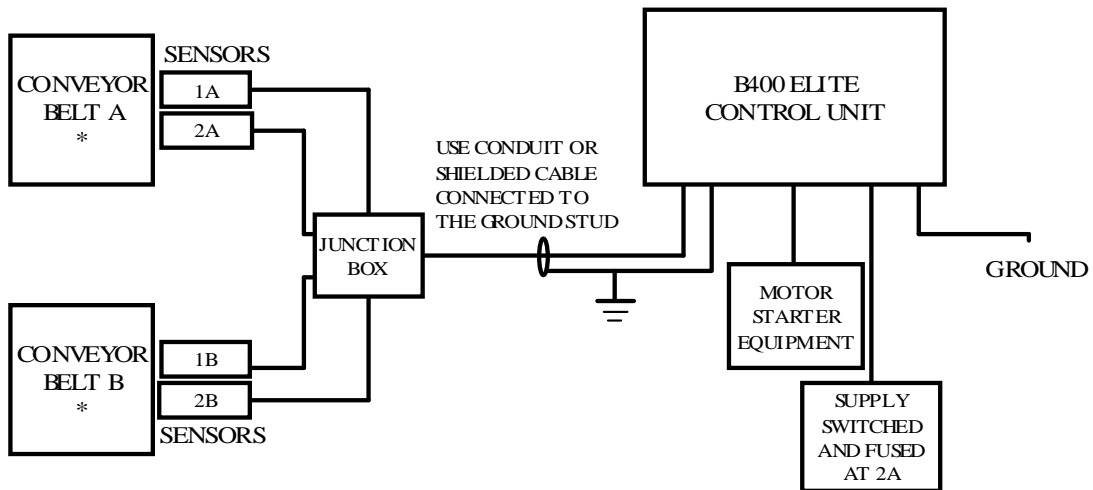 SENSORS
CONVEYOR
BELT A
*
1A
2A
B400 ELITE
CONTROL UNIT
USE CONDUIT OR
SHIELDED CABLE
CONNECTED TO
THE GROUND STUD
JUNCTION
BOX
GROUND
MOTOR
STARTER
EQUIPMENT
CONVEYOR
BELT B
*
1B
2B
SENSORS
SUPPLY
SWITCHED
AND FUSED
AT 2A